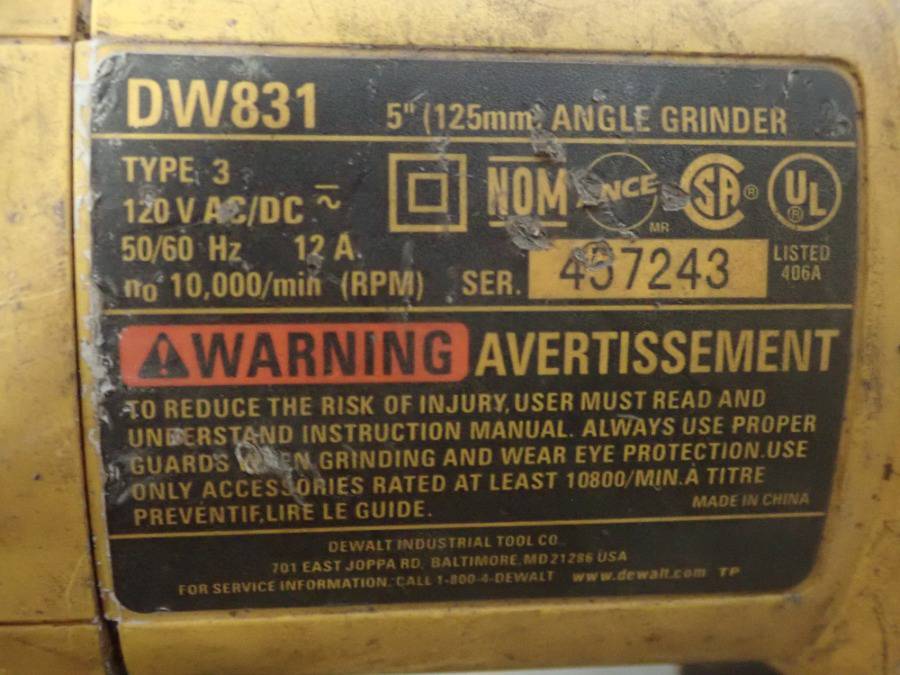 DW831 5" (125mm) ANGLE GRINDER
TYPE 3
120 V AC/DC ⎓ ~
50/60 Hz 12 A
no 10,000/min (RPM)
NOM ANCE MR SA ® UL ®
SER. 437243
LISTED
406A
WARNING AVERTISSEMENT
TO REDUCE THE RISK OF INJURY, USER MUST READ AND
UNDERSTAND INSTRUCTION MANUAL. ALWAYS USE PROPER
GUARDS WHEN GRINDING AND WEAR EYE PROTECTION.USE
ONLY ACCESSORIES RATED AT LEAST 10800/MIN.À TITRE
PREVENTIF,LIRE LE GUIDE.
MADE IN CHINA
DEWALT INDUSTRIAL TOOL CO.
701 EAST JOPPA RD, BALTIMORE, MD 21286 USA
FOR SERVICE INFORMATION, CALL 1-800-4-DEWALT www.dewalt.com TP